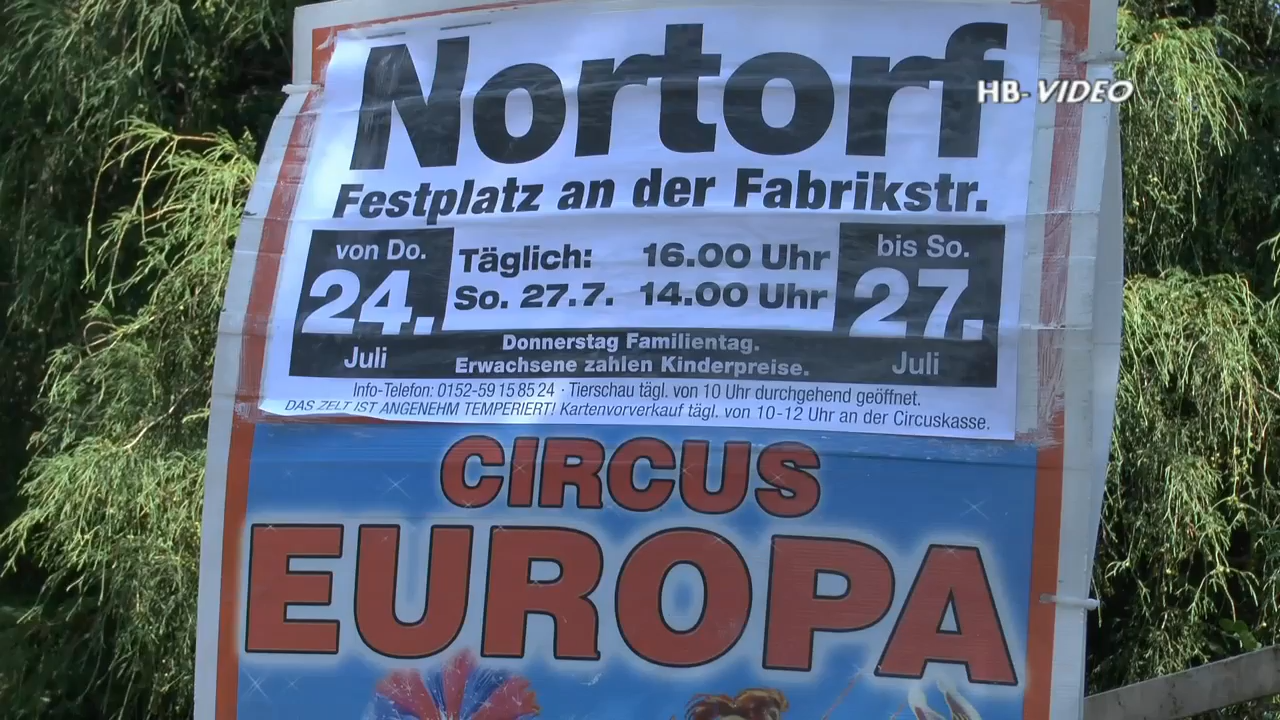 Nortorf
HB-VIDEO
Festplatz an der Fabrikstr.
von Do.
24.
Juli
Täglich: 16.00 Uhr
So. 27.7. 14.00 Uhr
bis So.
27.
Juli
Donnerstag Familientag.
Erwachsene zahlen Kinderpreise.
Info-Telefon: 0152-59 15 85 24 · Tierschau tägl. von 10 Uhr durchgehend geöffnet.
DAS ZELT IST ANGENEHM TEMPERIERT! Kartenvorverkauf tägl. von 10-12 Uhr an der Circuskasse.
CIRCUS
EUROPA